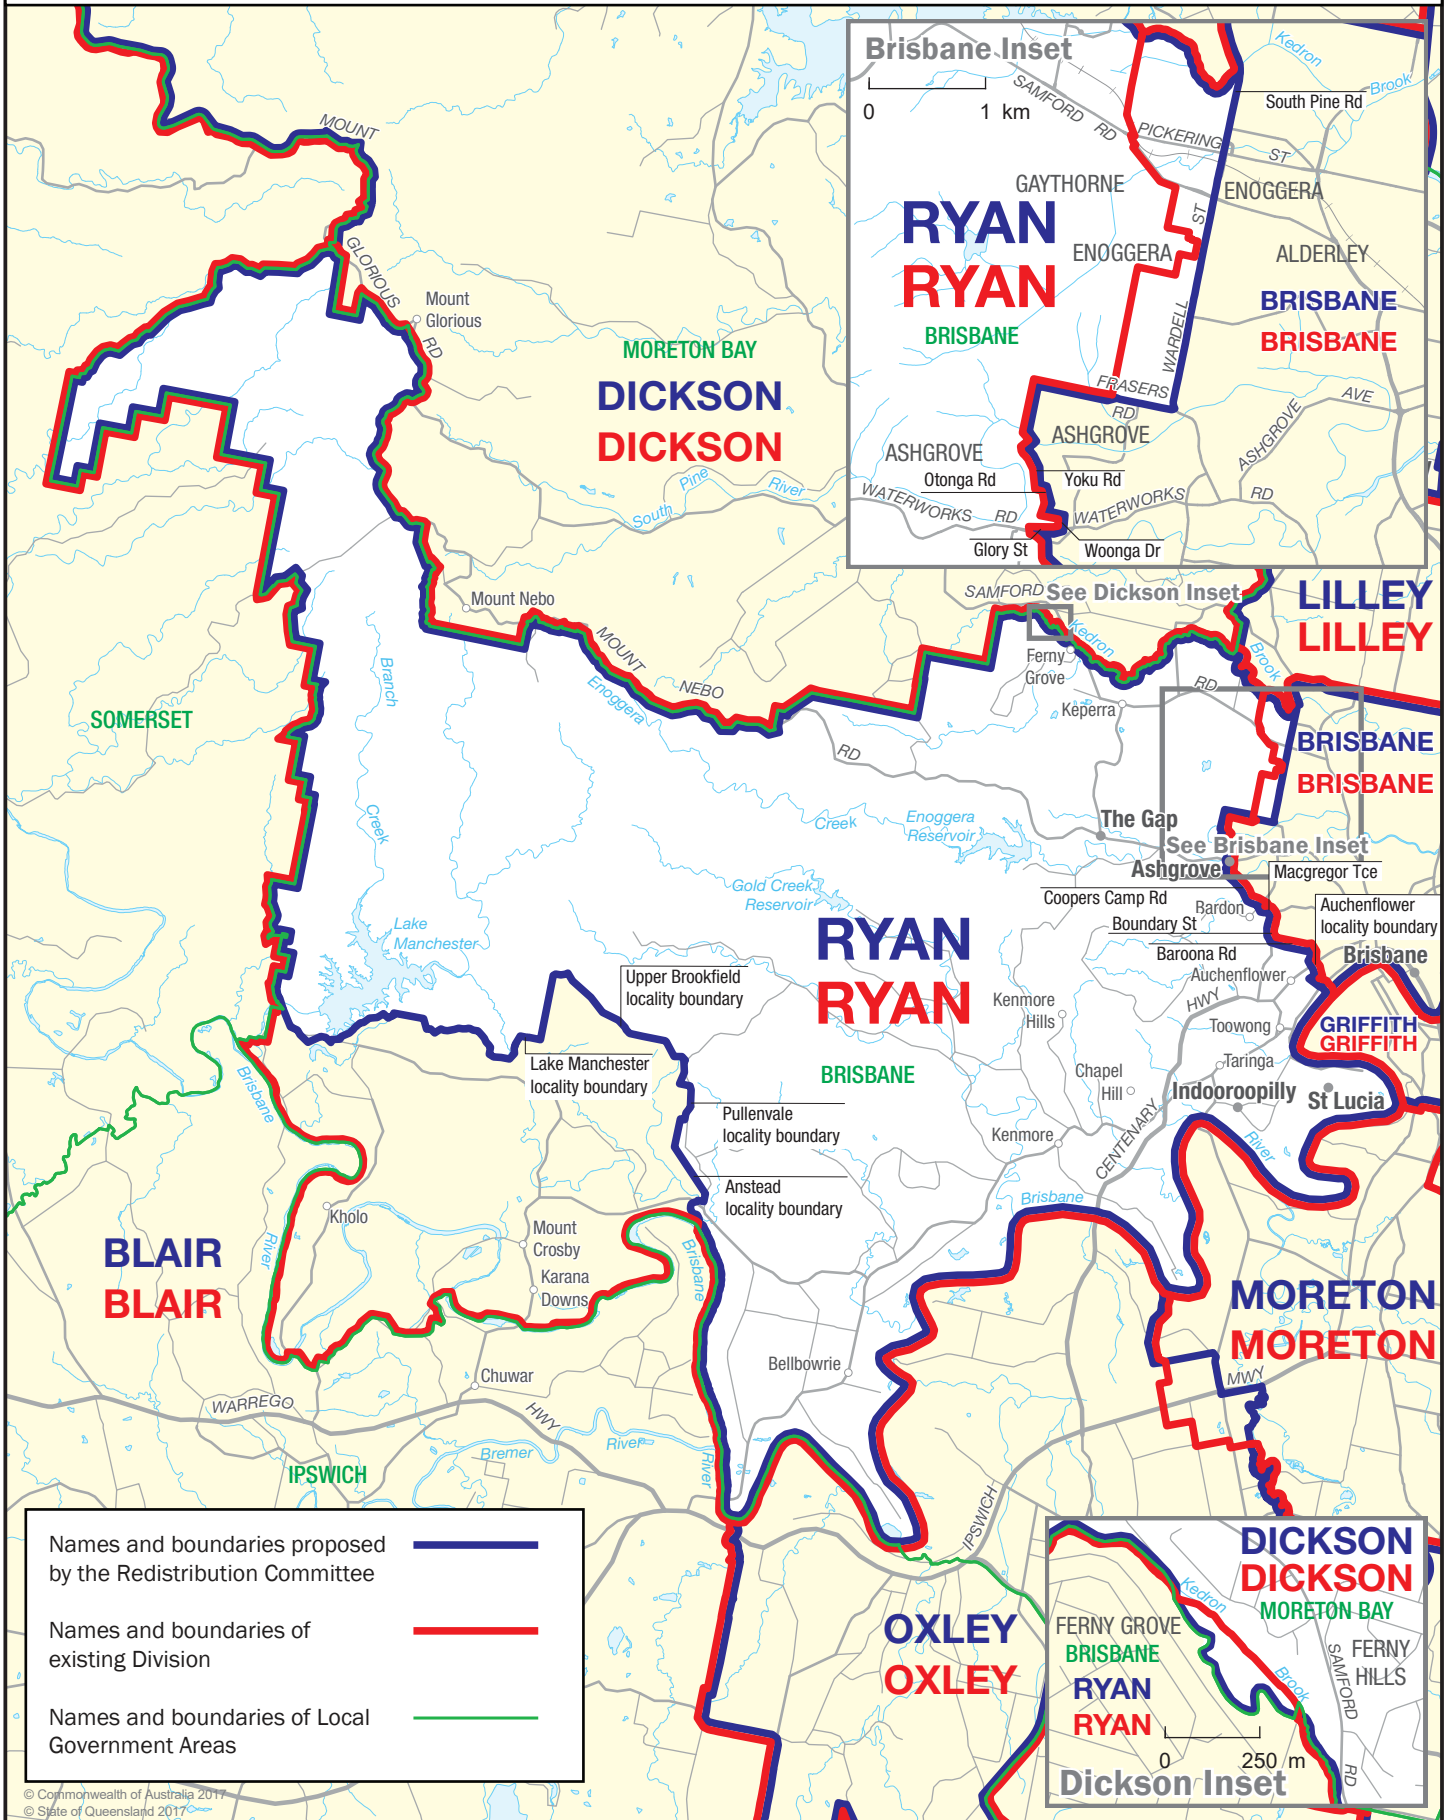 Brisbane Inset
0
1 km
SAMFORD
RD
PICKERING
ST
Kedron
Brook
South Pine Rd
GAYTHORNE
ENOGGERA
RYAN
RYAN
BRISBANE
ENOGGERA
ST
WARDELL
ALDERLEY
BRISBANE
BRISBANE
FRASERS
RD
ASHGROVE
ASHGROVE
ASHGROVE
AVE
Otonga Rd
Yoku Rd
WATERWORKS
RD
WATERWORKS
RD
Glory St
Woonga Dr
MOUNT
GLORIOUS
RD
Mount
Glorious
MORETON BAY
DICKSON
DICKSON
South
Pine
River
Mount Nebo
MOUNT
NEBO
RD
Enoggera
Creek
SAMFORD
See Dickson Inset
Kedron
Brook
RD
Ferny
Grove
Keperra
LILLEY
LILLEY
BRISBANE
BRISBANE
SOMERSET
Branch
Creek
The Gap
Enoggera
Reservoir
See Brisbane Inset
Ashgrove
Macgregor Tce
Coopers Camp Rd
Bardon
Boundary St
Auchenflower
locality boundary
Baroona Rd
Brisbane
Auchenflower
Gold Creek
Reservoir
Lake
Manchester
RYAN
RYAN
BRISBANE
Upper Brookfield
locality boundary
Lake Manchester
locality boundary
Pullenvale
locality boundary
Anstead
locality boundary
Kenmore
Hills
HWY
Toowong
GRIFFITH
GRIFFITH
Taringa
Chapel
Hill
Indooroopilly
St Lucia
Kenmore
CENTENARY
River
Brisbane
Brisbane
River
Kholo
BLAIR
BLAIR
Mount
Crosby
Karana
Downs
Brisbane
River
MORETON
MORETON
MWY
Bellbowrie
Chuwar
WARREGO
HWY
Bremer
River
IPSWICH
IPSWICH
OXLEY
OXLEY
Names and boundaries proposed
by the Redistribution Committee
Names and boundaries of
existing Division
Names and boundaries of Local
Government Areas
© Commonwealth of Australia 2017
© State of Queensland 2017
DICKSON
DICKSON
MORETON BAY
Kedron
Brook
FERNY GROVE
BRISBANE
RYAN
RYAN
FERNY
HILLS
SAMFORD
RD
0
250 m
Dickson Inset